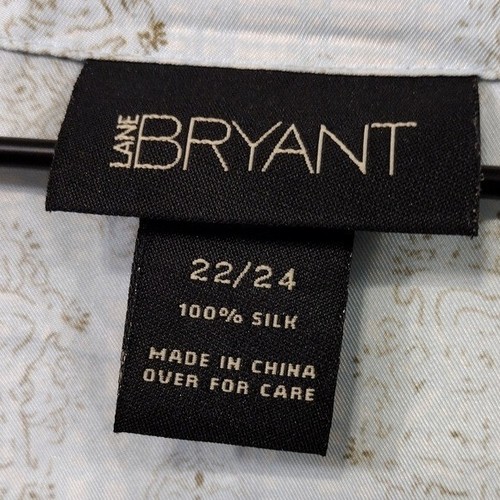 LANE BRYANT
22/24
100% SILK
MADE IN CHINA
OVER FOR CARE